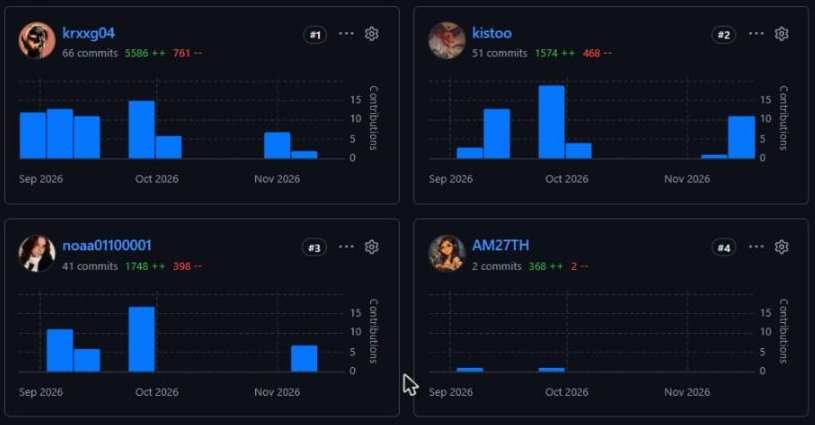 krxxg04 #1
66 commits 5586 ++ 761 --
15
10
5
0
Contributions
Sep 2026 Oct 2026 Nov 2026
kistoo #2
51 commits 1574 ++ 468 --
15
10
5
0
Contributions
Sep 2026 Oct 2026 Nov 2026
noaa01100001 #3
41 commits 1748 ++ 398 --
15
10
5
0
Contributions
Sep 2026 Oct 2026 Nov 2026
AM27TH #4
2 commits 368 ++ 2 --
15
10
5
0
Contributions
Sep 2026 Oct 2026 Nov 2026